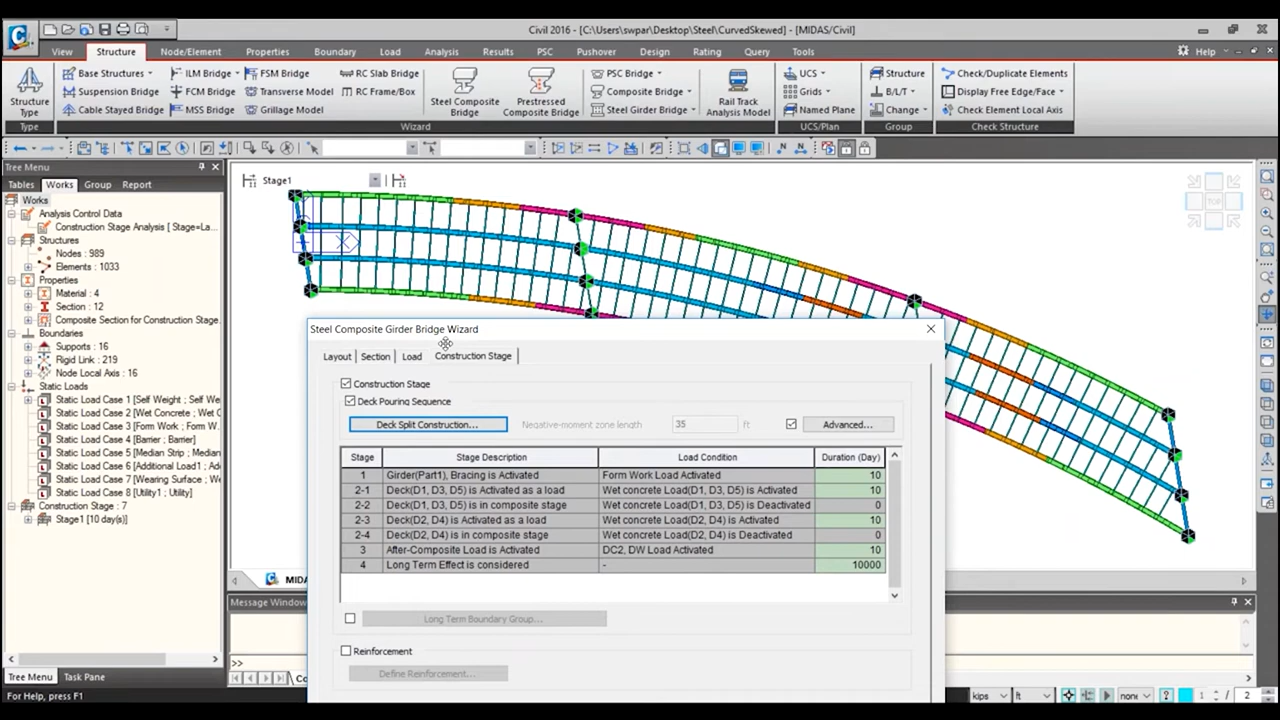 Civil 2016 - [C:\Users\swpar\Desktop\Steel\CurvedSkewed] - [MIDAS/Civil]
View Structure Node/Element Properties Boundary Load Analysis Results PSC Pushover Design Rating Query Tools Help
Structure Type
Base Structures
Suspension Bridge
Cable Stayed Bridge
ILM Bridge
FCM Bridge
MSS Bridge
FSM Bridge
Transverse Model
Grillage Model
RC Slab Bridge
RC Frame/Box
Steel Composite Bridge
Prestressed Composite Bridge
PSC Bridge
Composite Bridge
Steel Girder Bridge
Rail Track Analysis Model
UCS
Grids
Named Plane
Structure
B/L/T
Change
Check/Duplicate Elements
Display Free Edge/Face
Check Element Local Axis
Type Wizard UCS/Plan Group Check Structure
Tree Menu
Tables Works Group Report
Works
Analysis Control Data
Construction Stage Analysis [ Stage=La...
Structures
Nodes : 989
Elements : 1033
Properties
Material : 4
Section : 12
Composite Section for Construction Stage
Boundaries
Supports : 16
Rigid Link : 219
Node Local Axis : 16
Static Loads
Static Load Case 1 [Self Weight ; Self We
Static Load Case 2 [Wet Concrete ; Wet C
Static Load Case 3 [Form Work ; Form W.
Static Load Case 4 [Barrier ; Barrier]
Static Load Case 5 [Median Strip ; Median
Static Load Case 6 [Additional Load1 ; Ad
Static Load Case 7 [Wearing Surface ; We
Static Load Case 8 [Utility1 ; Utility]
Construction Stage : 7
Stage1 [10 day(s)]
Stage1
TOP
Steel Composite Girder Bridge Wizard
Layout Section Load Construction Stage
Construction Stage
Deck Pouring Sequence
Deck Split Construction... Negative-moment zone length 35 ft Advanced...
Stage Stage Description Load Condition Duration (Day)
1 Girder(Part1), Bracing is Activated Form Work Load Activated 10
2-1 Deck(D1, D3, D5) is Activated as a load Wet concrete Load(D1, D3, D5) is Activated 10
2-2 Deck(D1, D3, D5) is in composite stage Wet concrete Load(D1, D3, D5) is Deactivated 0
2-3 Deck(D2, D4) is Activated as a load Wet concrete Load(D2, D4) is Activated 10
2-4 Deck(D2, D4) is in composite stage Wet concrete Load(D2, D4) is Deactivated 0
3 After-Composite Load is Activated DC2, DW Load Activated 10
4 Long Term Effect is considered - 10000
Long Term Boundary Group...
Reinforcement
Define Reinforcement...
MIDA
Message Window
>>
Tree Menu Task Pane
Co
For Help, press F1
kips ft none 1 / 2